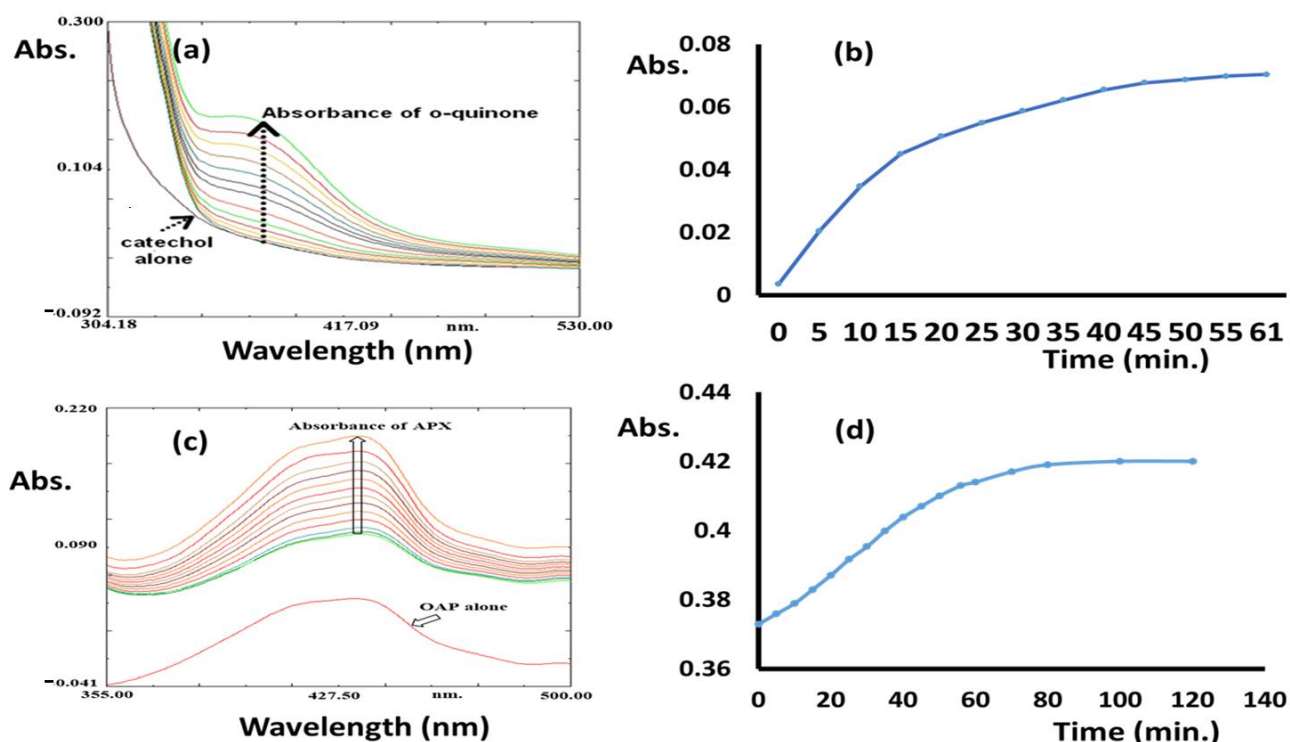 0.300
Abs.
(a)
Absorbance of o-quinone
0.104
catechol
alone
-0.092
304.18
417.09
nm.
530.00
Wavelength (nm)
0.08
Abs.
(b)
0.06
0.04
0.02
0
0 5 10 15 20 25 30 35 40 45 50 55 61
Time (min.)
0.220
(c)
Absorbance of APX
Abs.
0.090
OAP alone
-0.041
355.00
427.50
nm.
500.00
Wavelength (nm)
0.44
Abs.
(d)
0.42
0.4
0.38
0.36
0 20 40 60 80 100 120 140
Time (min.)